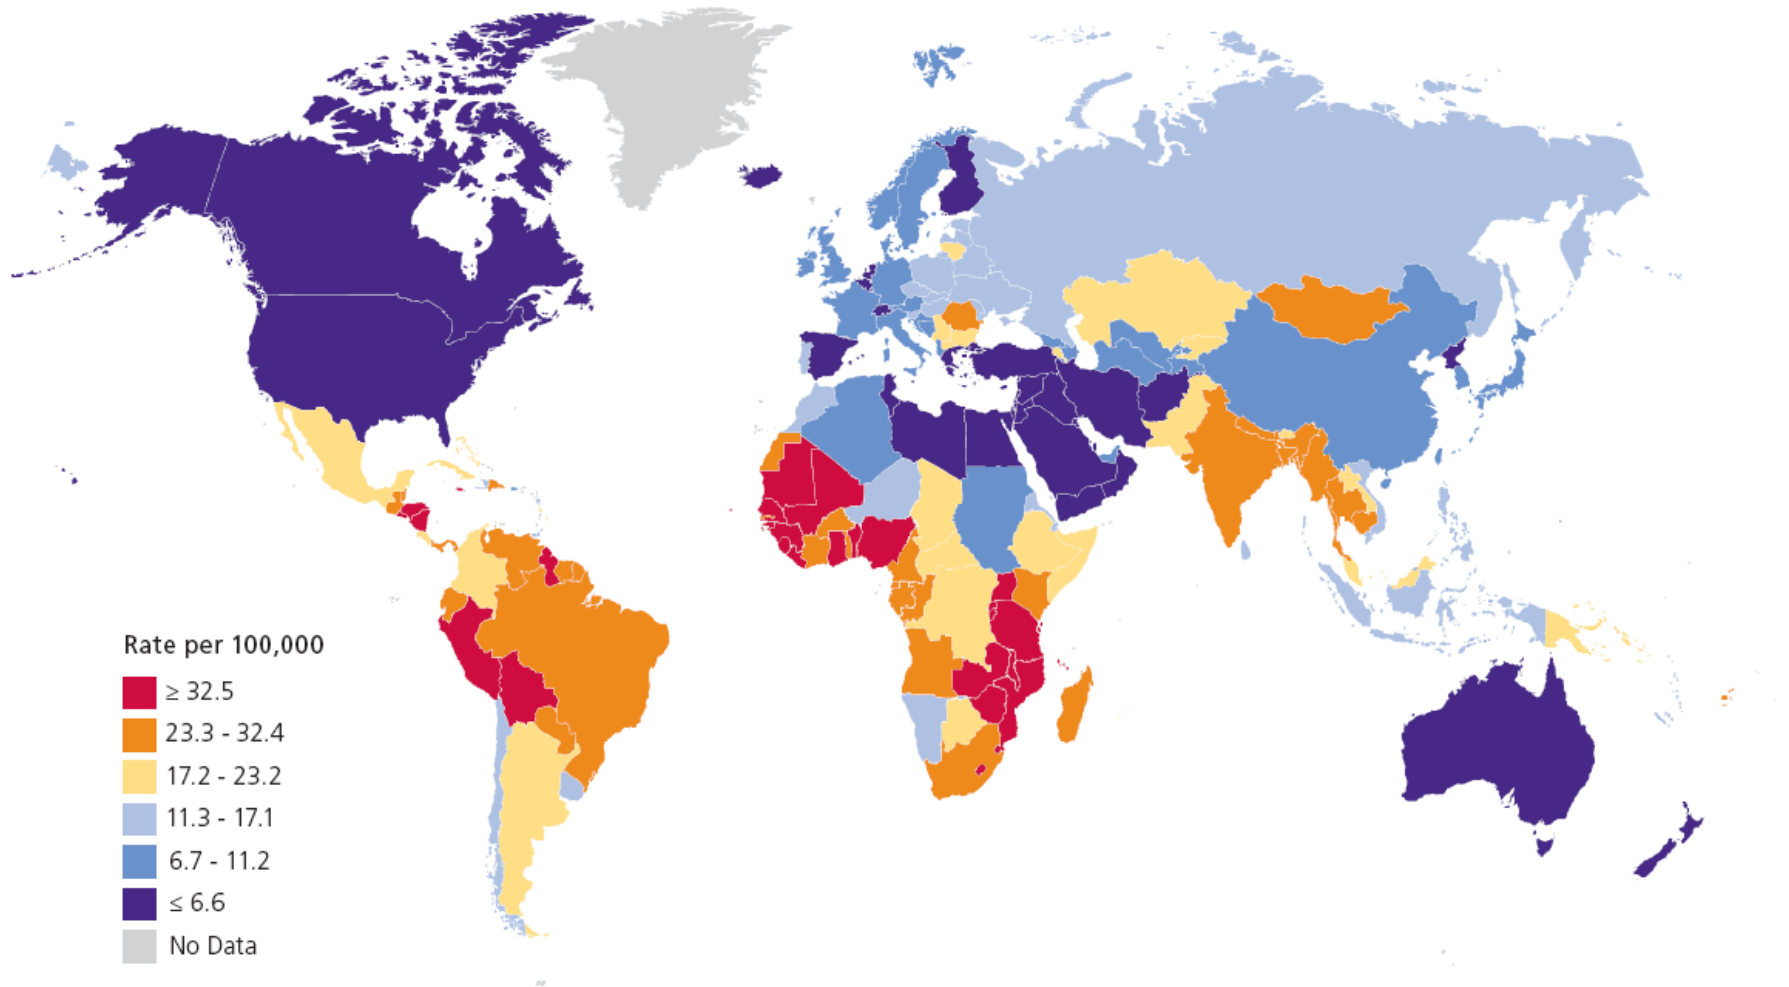 Rate per 100,000
≥ 32.5
23.3 - 32.4
17.2 - 23.2
11.3 - 17.1
6.7 - 11.2
≤ 6.6
No Data